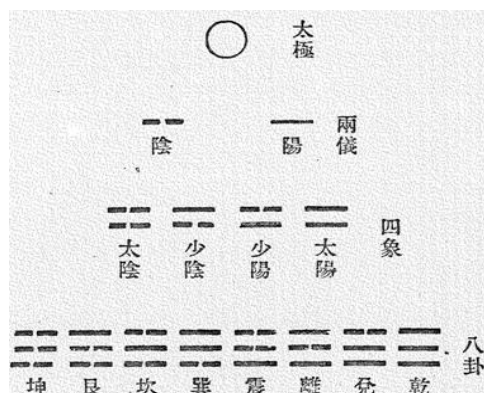 太極
兩儀
陽
陰
四象
太陽
少陽
少陰
太陰
八卦
乾
兌
離
震
巽
坎
艮
坤